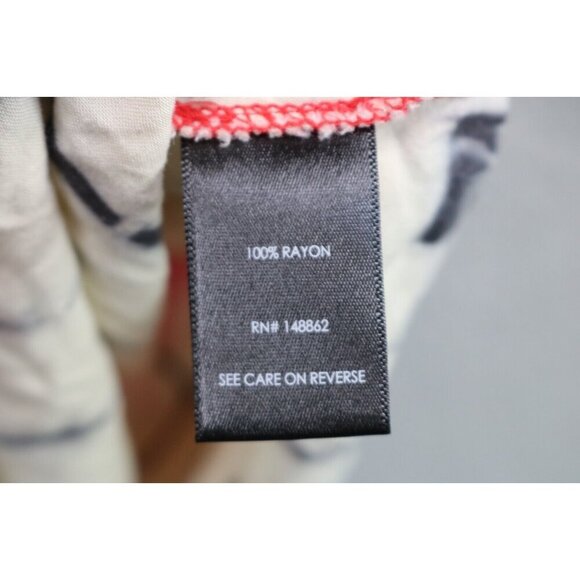 100% RAYON
RN# 148862
SEE CARE ON REVERSE